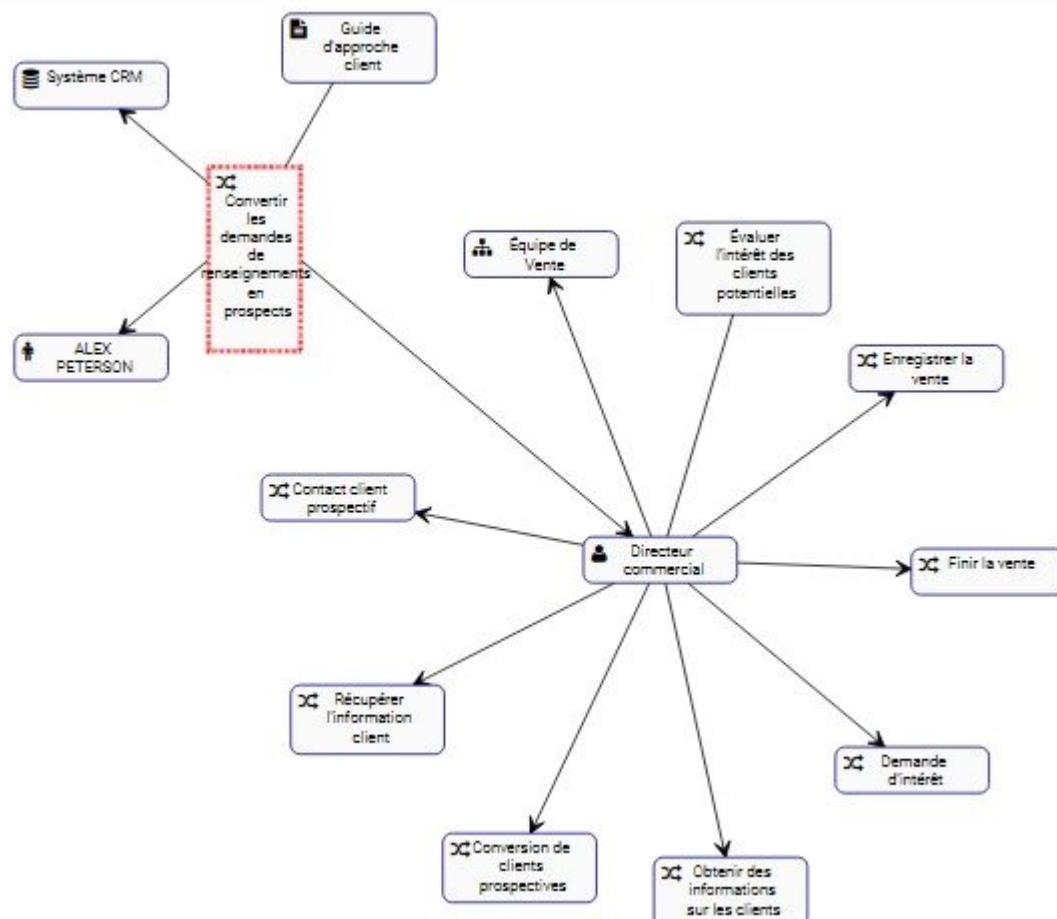 Guide
d'approche
client
Système CRM
Convertir
les
demandes
de
renseignements
en
prospects
Équipe de
Vente
Évaluer
l'intérêt des
clients
potentielles
ALEX
PETERSON
Enregistrer la
vente
Contact client
prospectif
Directeur
commercial
Finir la vente
Récupérer
l'information
client
Demande
d'intérêt
Conversion de
clients
prospectives
Obtenir des
informations
sur les clients